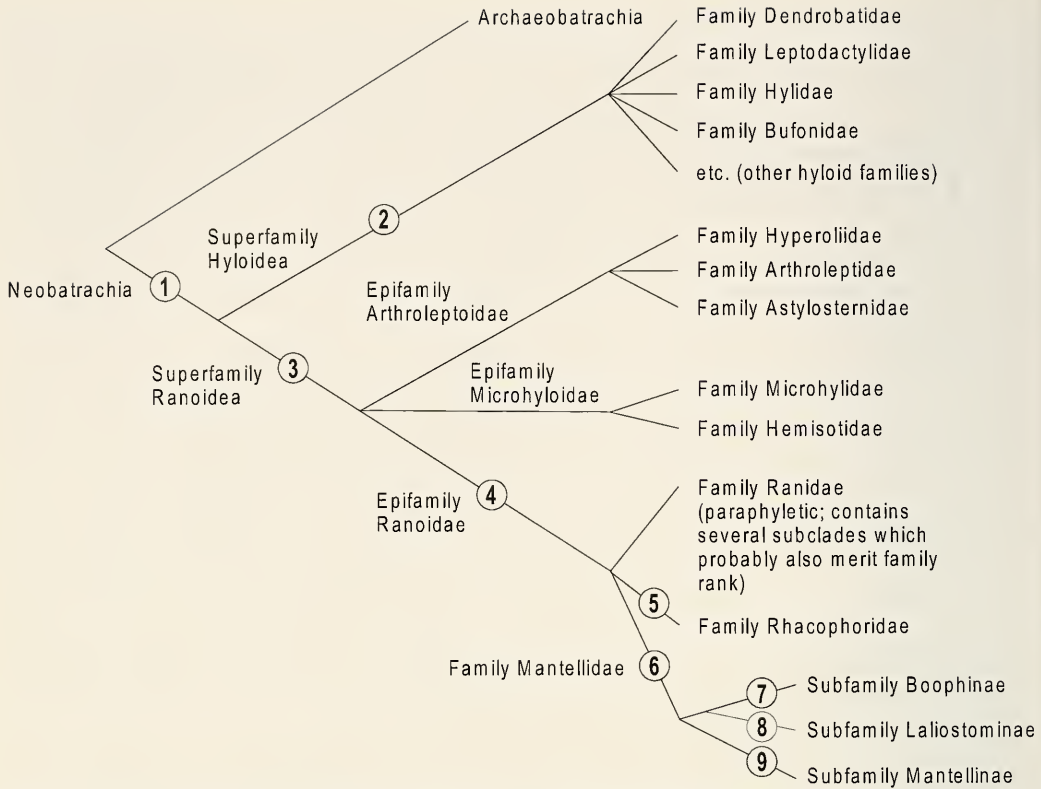 Archaeobatrachia
Family Dendrobatidae
Family Leptodactylidae
Family Hylidae
Family Bufonidae
etc. (other hyloid families)
2
Superfamily
Hyloidea
Neobatrachia
1
Family Hyperoliidae
Family Arthroleptidae
Family Astylosternidae
Epifamily
Arthroleptoidae
Superfamily
Ranoidea
3
Epifamily
Microhyloidae
Family Microhylidae
Family Hemisotidae
Epifamily
Ranoidae
4
Family Ranidae
(paraphyletic; contains
several subclades which
probably also merit family
rank)
5
Family Rhacophoridae
Family Mantellidae
6
7
Subfamily Boophinae
8
Subfamily Laliostominae
9
Subfamily Mantellinae